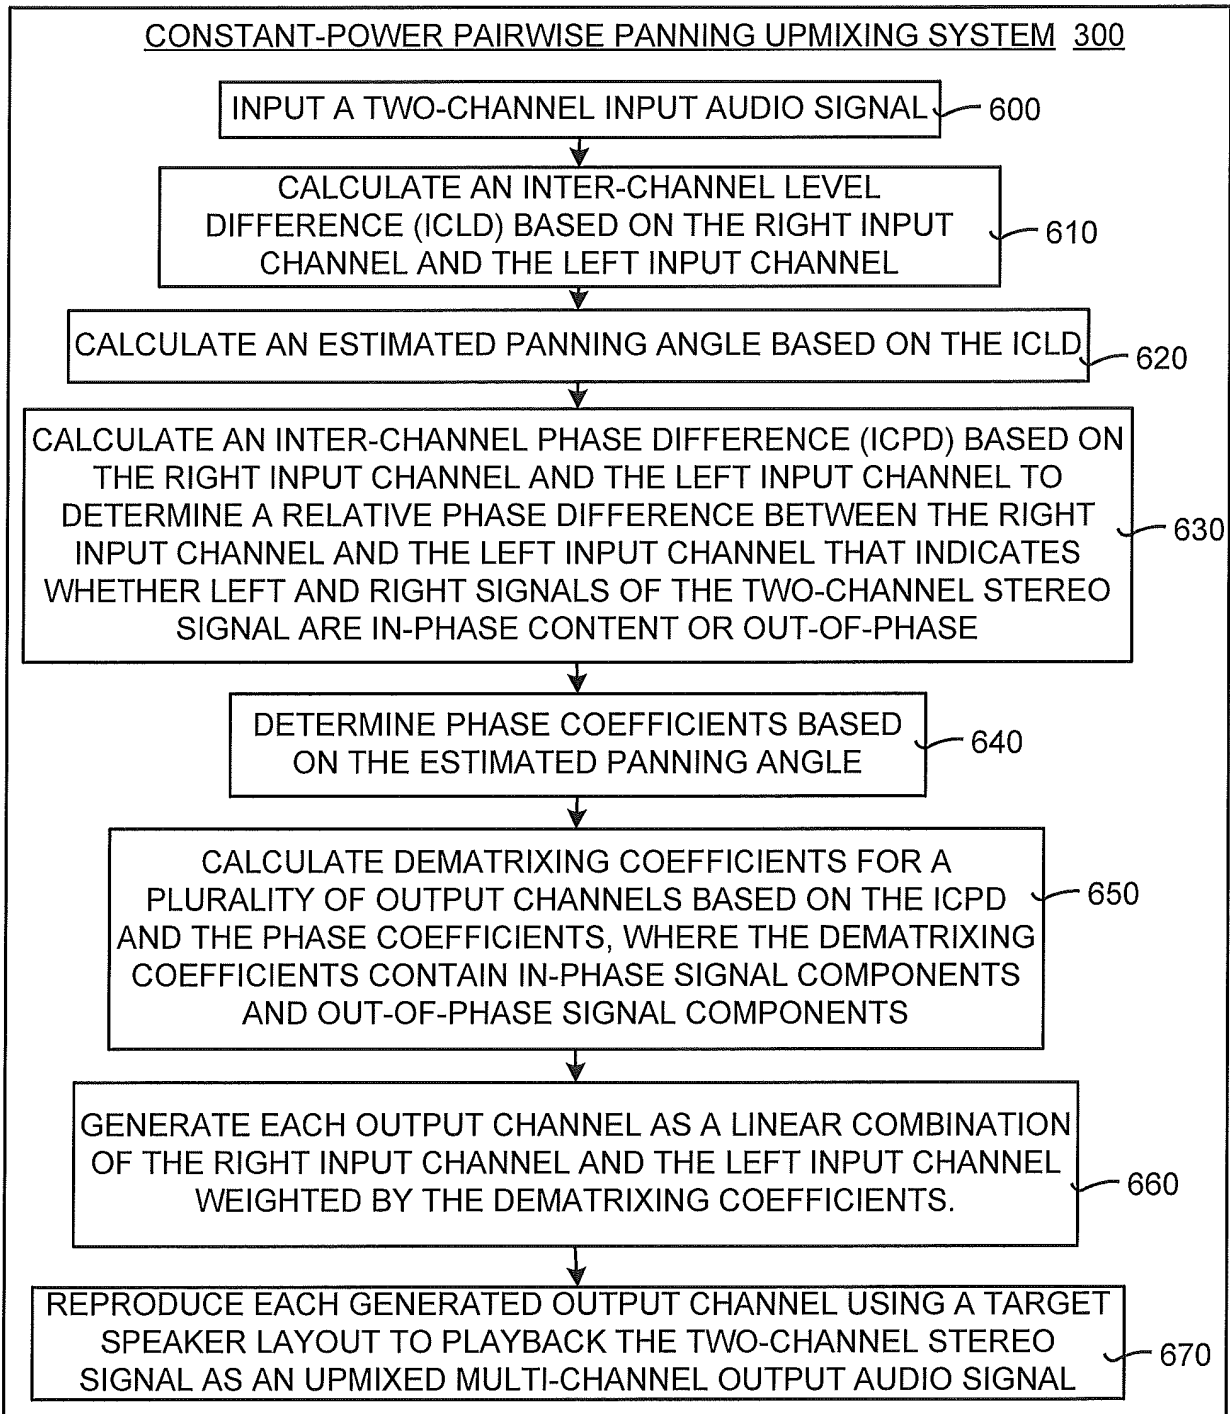 CONSTANT-POWER PAIRWISE PANNING UPMIXING SYSTEM 300
INPUT A TWO-CHANNEL INPUT AUDIO SIGNAL
600
CALCULATE AN INTER-CHANNEL LEVEL
DIFFERENCE (ICLD) BASED ON THE RIGHT INPUT
CHANNEL AND THE LEFT INPUT CHANNEL
610
CALCULATE AN ESTIMATED PANNING ANGLE BASED ON THE ICLD
620
CALCULATE AN INTER-CHANNEL PHASE DIFFERENCE (ICPD) BASED ON
THE RIGHT INPUT CHANNEL AND THE LEFT INPUT CHANNEL TO
DETERMINE A RELATIVE PHASE DIFFERENCE BETWEEN THE RIGHT
INPUT CHANNEL AND THE LEFT INPUT CHANNEL THAT INDICATES
WHETHER LEFT AND RIGHT SIGNALS OF THE TWO-CHANNEL STEREO
SIGNAL ARE IN-PHASE CONTENT OR OUT-OF-PHASE
630
DETERMINE PHASE COEFFICIENTS BASED
ON THE ESTIMATED PANNING ANGLE
640
CALCULATE DEMATRIXING COEFFICIENTS FOR A
PLURALITY OF OUTPUT CHANNELS BASED ON THE ICPD
AND THE PHASE COEFFICIENTS, WHERE THE DEMATRIXING
COEFFICIENTS CONTAIN IN-PHASE SIGNAL COMPONENTS
AND OUT-OF-PHASE SIGNAL COMPONENTS
650
GENERATE EACH OUTPUT CHANNEL AS A LINEAR COMBINATION
OF THE RIGHT INPUT CHANNEL AND THE LEFT INPUT CHANNEL
WEIGHTED BY THE DEMATRIXING COEFFICIENTS.
660
REPRODUCE EACH GENERATED OUTPUT CHANNEL USING A TARGET
SPEAKER LAYOUT TO PLAYBACK THE TWO-CHANNEL STEREO
SIGNAL AS AN UPMIXED MULTI-CHANNEL OUTPUT AUDIO SIGNAL
670